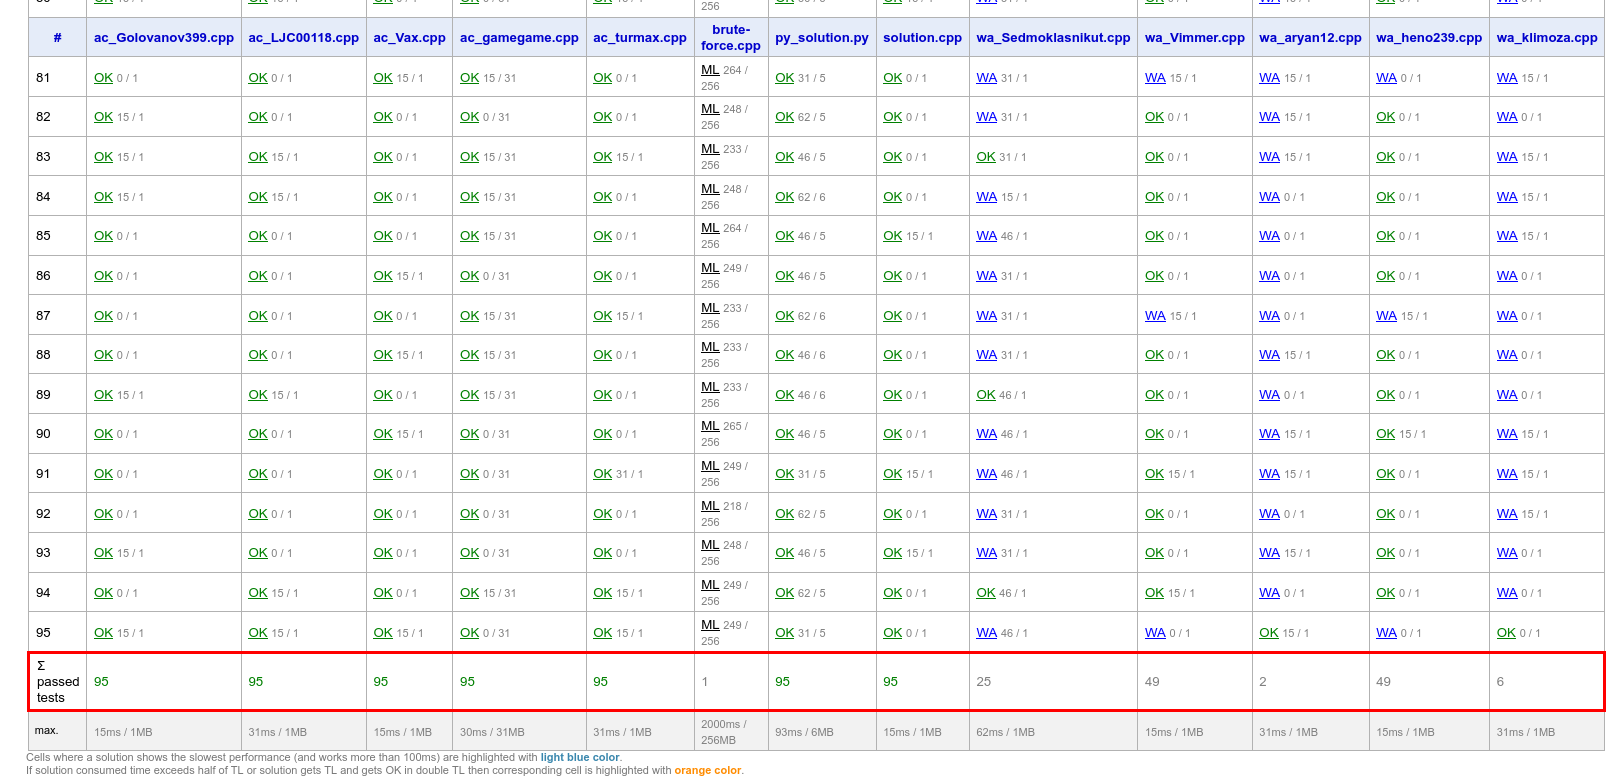 256
# ac_Golovanov399.cpp ac_LJC00118.cpp ac_Vax.cpp ac_gamegame.cpp ac_turmax.cpp brute-force.cpp py_solution.py solution.cpp wa_Sedmoklasnikut.cpp wa_Vimmer.cpp wa_aryan12.cpp wa_heno239.cpp wa_klimoza.cpp
81 OK 0 / 1 OK 0 / 1 OK 15 / 1 OK 15 / 31 OK 0 / 1 ML 264 / 256 OK 31 / 5 OK 0 / 1 WA 31 / 1 WA 15 / 1 WA 15 / 1 WA 0 / 1 WA 15 / 1
82 OK 15 / 1 OK 0 / 1 OK 0 / 1 OK 0 / 31 OK 0 / 1 ML 248 / 256 OK 62 / 5 OK 0 / 1 WA 31 / 1 OK 0 / 1 WA 15 / 1 OK 0 / 1 WA 0 / 1
83 OK 15 / 1 OK 15 / 1 OK 0 / 1 OK 15 / 31 OK 15 / 1 ML 233 / 256 OK 46 / 5 OK 0 / 1 OK 31 / 1 OK 0 / 1 WA 15 / 1 OK 0 / 1 WA 15 / 1
84 OK 15 / 1 OK 15 / 1 OK 0 / 1 OK 15 / 31 OK 0 / 1 ML 248 / 256 OK 62 / 6 OK 0 / 1 WA 15 / 1 OK 0 / 1 WA 0 / 1 OK 0 / 1 WA 15 / 1
85 OK 0 / 1 OK 0 / 1 OK 0 / 1 OK 15 / 31 OK 0 / 1 ML 264 / 256 OK 46 / 5 OK 15 / 1 WA 46 / 1 OK 0 / 1 WA 0 / 1 OK 0 / 1 WA 15 / 1
86 OK 0 / 1 OK 0 / 1 OK 15 / 1 OK 0 / 31 OK 0 / 1 ML 249 / 256 OK 46 / 5 OK 0 / 1 WA 31 / 1 OK 0 / 1 WA 0 / 1 OK 0 / 1 WA 0 / 1
87 OK 0 / 1 OK 0 / 1 OK 0 / 1 OK 15 / 31 OK 15 / 1 ML 233 / 256 OK 62 / 6 OK 0 / 1 WA 31 / 1 WA 15 / 1 WA 0 / 1 WA 15 / 1 WA 0 / 1
88 OK 0 / 1 OK 0 / 1 OK 15 / 1 OK 15 / 31 OK 0 / 1 ML 233 / 256 OK 46 / 6 OK 0 / 1 WA 31 / 1 OK 0 / 1 WA 15 / 1 OK 0 / 1 WA 0 / 1
89 OK 15 / 1 OK 15 / 1 OK 0 / 1 OK 15 / 31 OK 0 / 1 ML 233 / 256 OK 46 / 6 OK 0 / 1 OK 46 / 1 OK 0 / 1 WA 0 / 1 OK 0 / 1 WA 0 / 1
90 OK 0 / 1 OK 0 / 1 OK 15 / 1 OK 0 / 31 OK 0 / 1 ML 265 / 256 OK 46 / 5 OK 0 / 1 WA 46 / 1 OK 0 / 1 WA 15 / 1 OK 15 / 1 WA 15 / 1
91 OK 0 / 1 OK 0 / 1 OK 0 / 1 OK 0 / 31 OK 31 / 1 ML 249 / 256 OK 31 / 5 OK 15 / 1 WA 46 / 1 OK 15 / 1 WA 15 / 1 OK 0 / 1 WA 15 / 1
92 OK 0 / 1 OK 0 / 1 OK 0 / 1 OK 0 / 31 OK 0 / 1 ML 218 / 256 OK 62 / 5 OK 0 / 1 WA 31 / 1 OK 0 / 1 WA 0 / 1 OK 0 / 1 WA 15 / 1
93 OK 15 / 1 OK 0 / 1 OK 0 / 1 OK 0 / 31 OK 0 / 1 ML 248 / 256 OK 46 / 5 OK 15 / 1 WA 31 / 1 OK 0 / 1 WA 15 / 1 OK 0 / 1 WA 0 / 1
94 OK 0 / 1 OK 15 / 1 OK 0 / 1 OK 15 / 31 OK 15 / 1 ML 249 / 256 OK 62 / 5 OK 0 / 1 OK 46 / 1 OK 15 / 1 WA 0 / 1 OK 0 / 1 WA 0 / 1
95 OK 15 / 1 OK 15 / 1 OK 15 / 1 OK 0 / 31 OK 15 / 1 ML 249 / 256 OK 31 / 5 OK 0 / 1 WA 46 / 1 WA 0 / 1 OK 15 / 1 WA 0 / 1 OK 0 / 1
Σ passed tests 95 95 95 95 95 1 95 95 25 49 2 49 6
max. 15ms / 1MB 31ms / 1MB 15ms / 1MB 30ms / 31MB 31ms / 1MB 2000ms / 256MB 93ms / 6MB 15ms / 1MB 62ms / 1MB 15ms / 1MB 31ms / 1MB 15ms / 1MB 31ms / 1MB
Cells where a solution shows the slowest performance (and works more than 100ms) are highlighted with light blue color.
If solution consumed time exceeds half of TL or solution gets TL and gets OK in double TL then corresponding cell is highlighted with orange color.